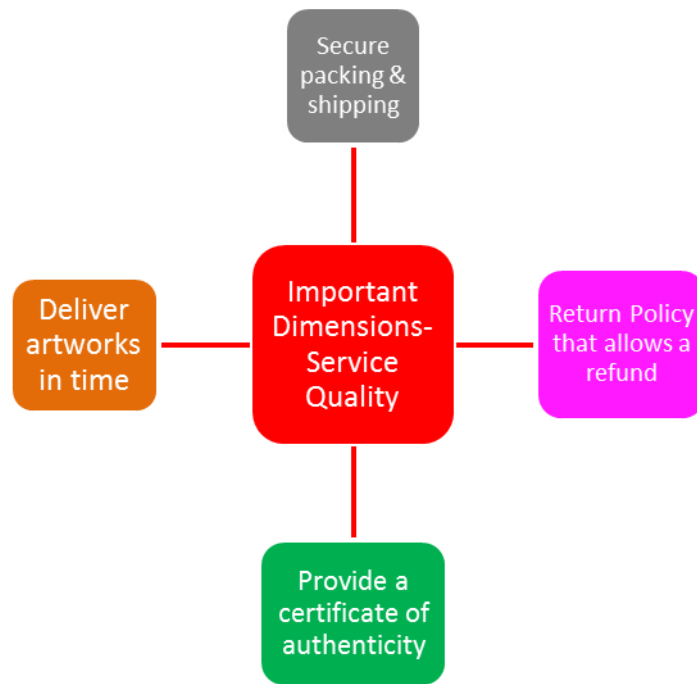 Secure
packing &
shipping
Important
Dimensions-
Service
Quality
Deliver
artworks
in time
Return Policy
that allows a
refund
Provide a
certificate of
authenticity